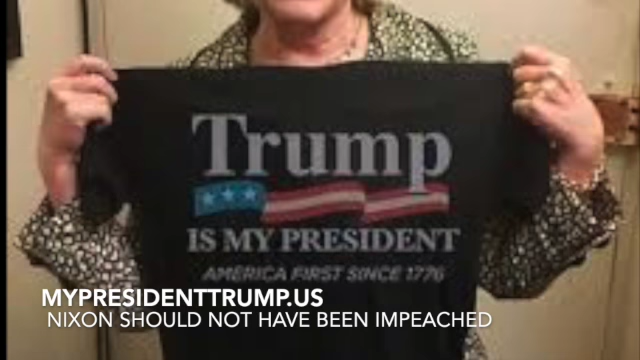 Trump
IS MY PRESIDENT
AMERICA FIRST SINCE 1776
MYPRESIDENTTRUMP.US
NIXON SHOULD NOT HAVE BEEN IMPEACHED